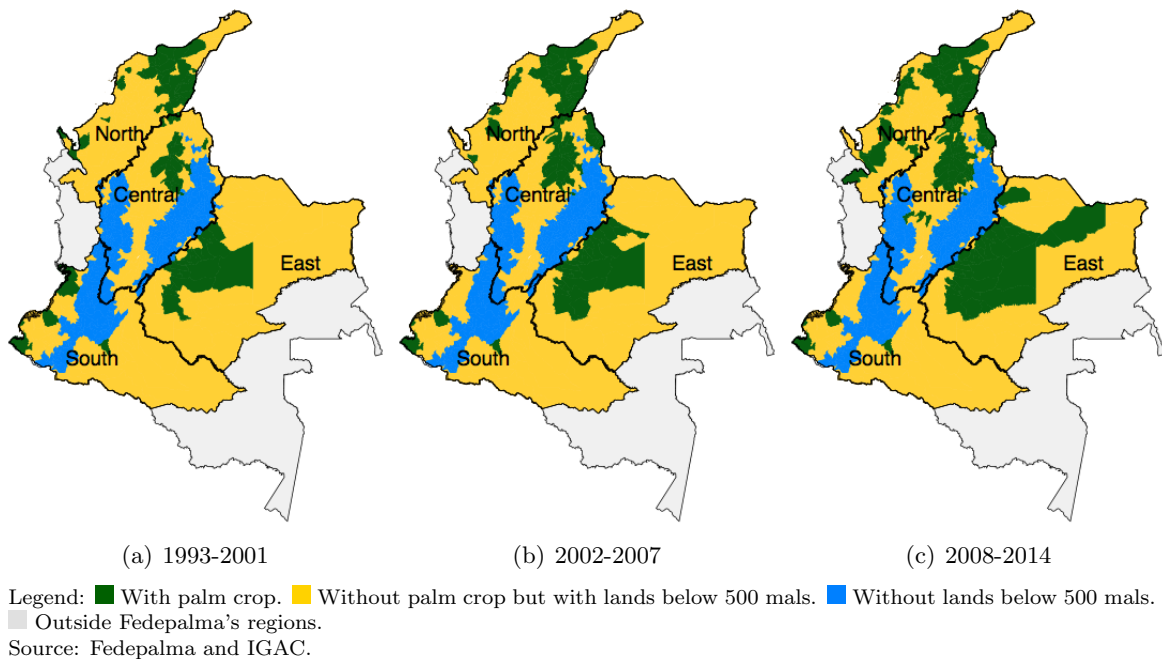 North
Central
East
South
North
Central
East
South
North
Central
East
South
(a) 1993-2001
(b) 2002-2007
(c) 2008-2014
Legend: With palm crop. Without palm crop but with lands below 500 mals. Without lands below 500 mals.
Outside Fedepalma's regions.
Source: Fedepalma and IGAC.